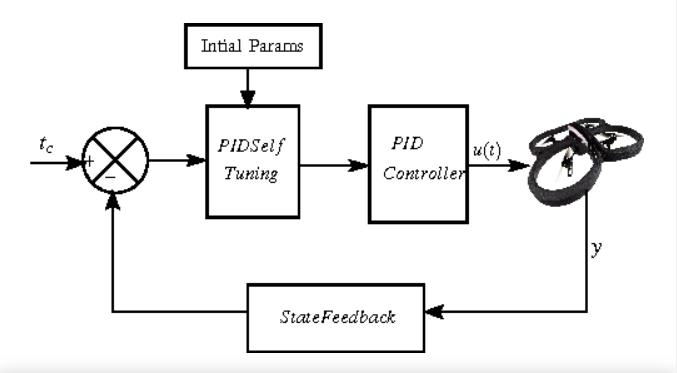 Intial Params
t_c
+
−
PIDSelf
Tuning
PID
Controller
u(t)
y
StateFeedback